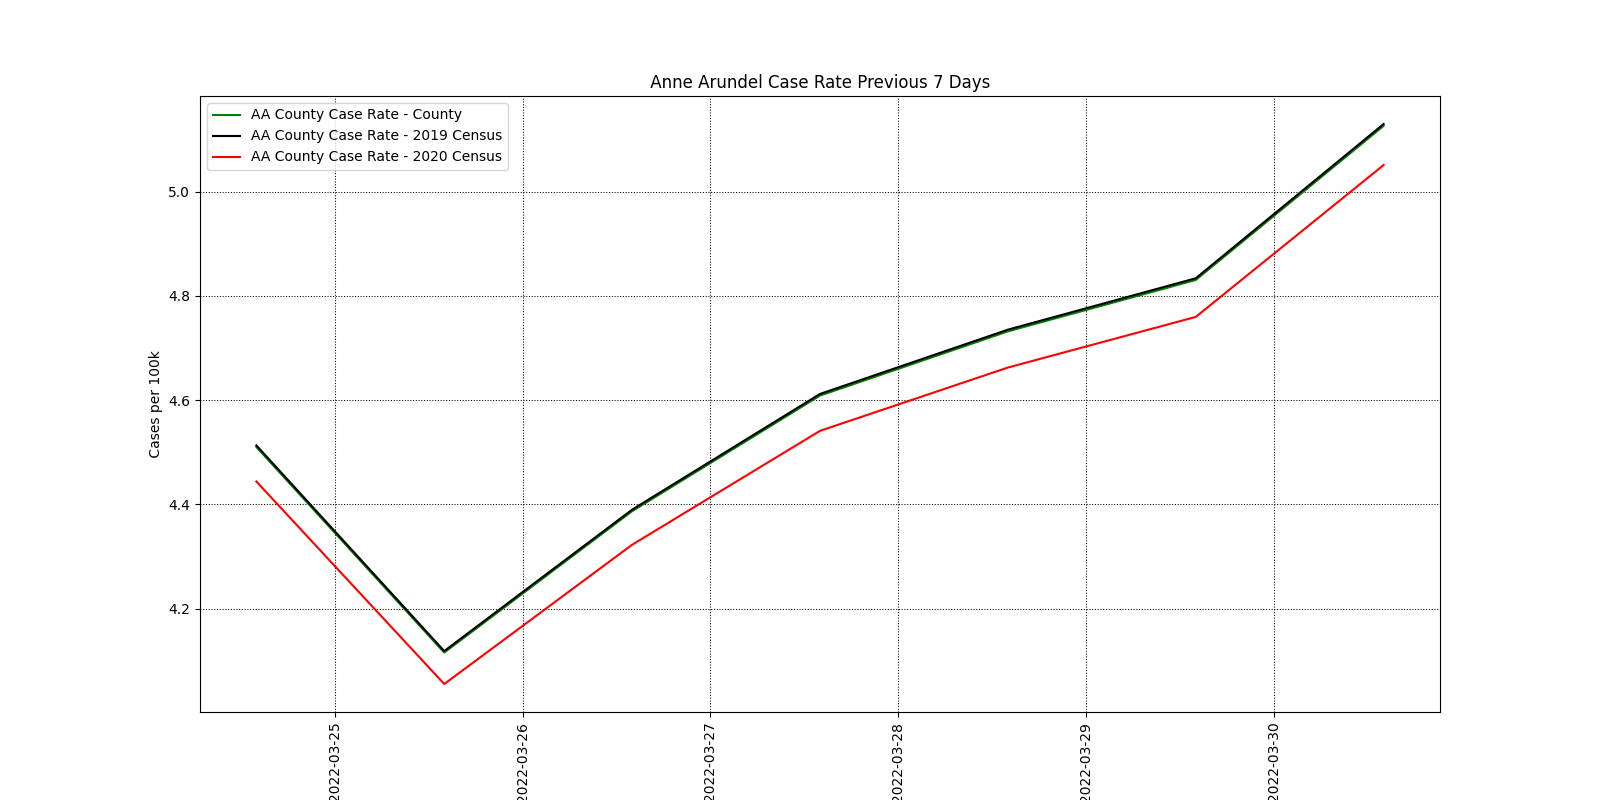 Anne Arundel Case Rate Previous 7 Days
AA County Case Rate - County
AA County Case Rate - 2019 Census
AA County Case Rate - 2020 Census
Cases per 100k
5.0
4.8
4.6
4.4
4.2
2022-03-25
2022-03-26
2022-03-27
2022-03-28
2022-03-29
2022-03-30